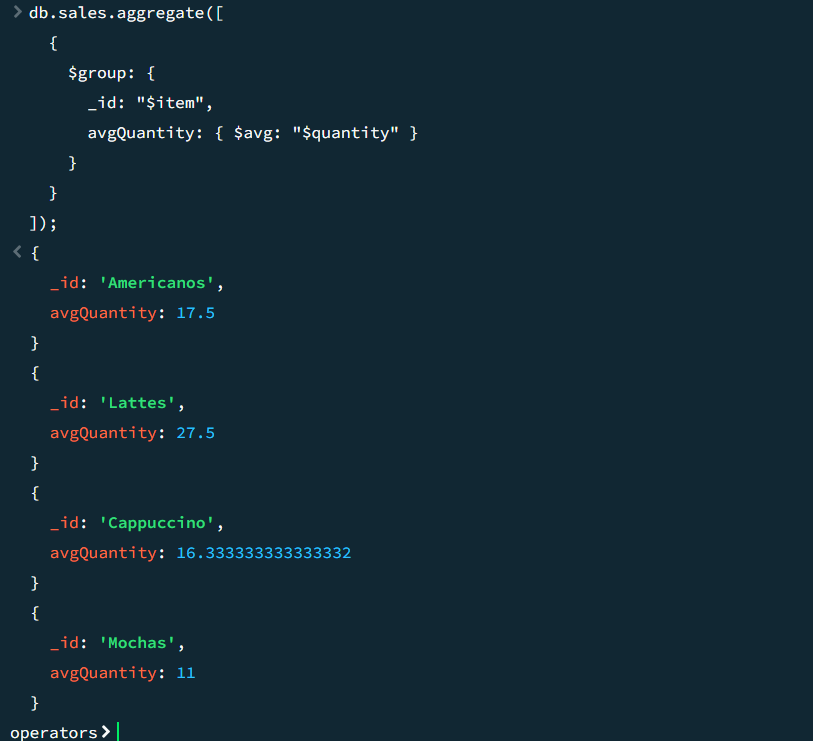 > db.sales.aggregate([
{
$group: {
_id: "$item",
avgQuantity: { $avg: "$quantity" }
}
}
]);
< {
_id: 'Americanos',
avgQuantity: 17.5
}
{
_id: 'Lattes',
avgQuantity: 27.5
}
{
_id: 'Cappuccino',
avgQuantity: 16.333333333333332
}
{
_id: 'Mochas',
avgQuantity: 11
}
operators>